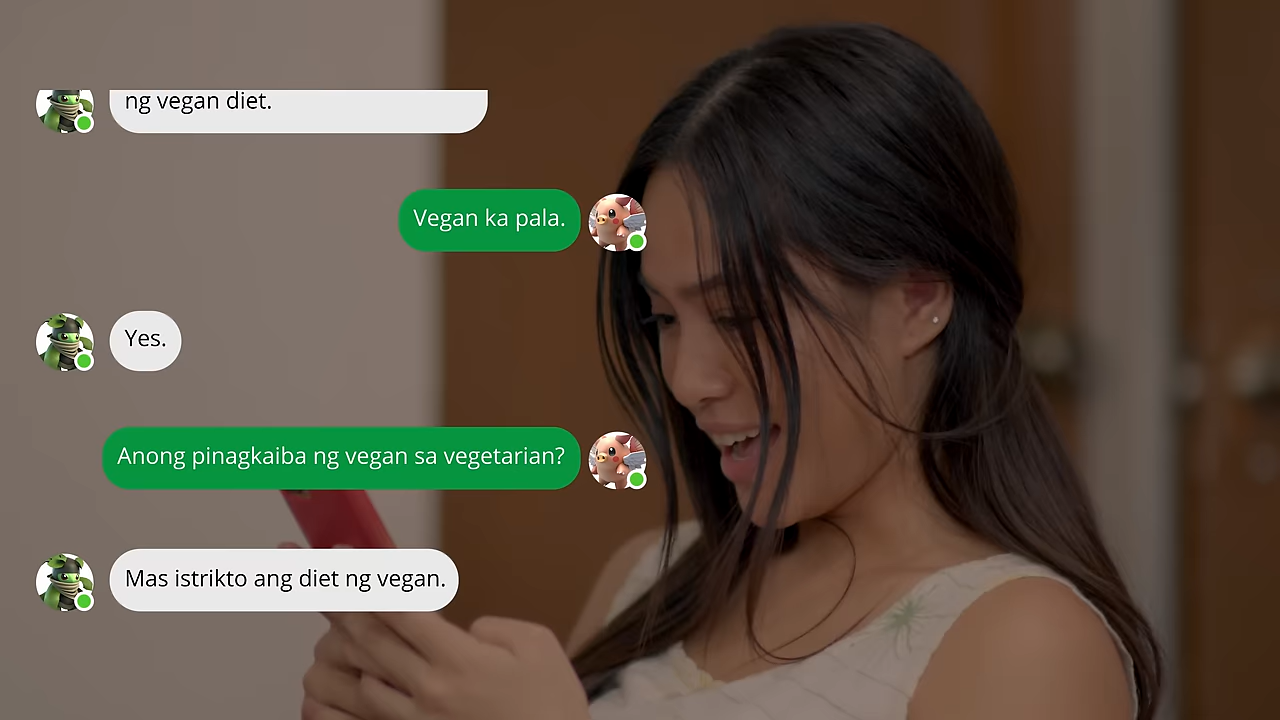 ng vegan diet.
Vegan ka pala.
Yes.
Anong pinagkaiba ng vegan sa vegetarian?
Mas istrikto ang diet ng vegan.